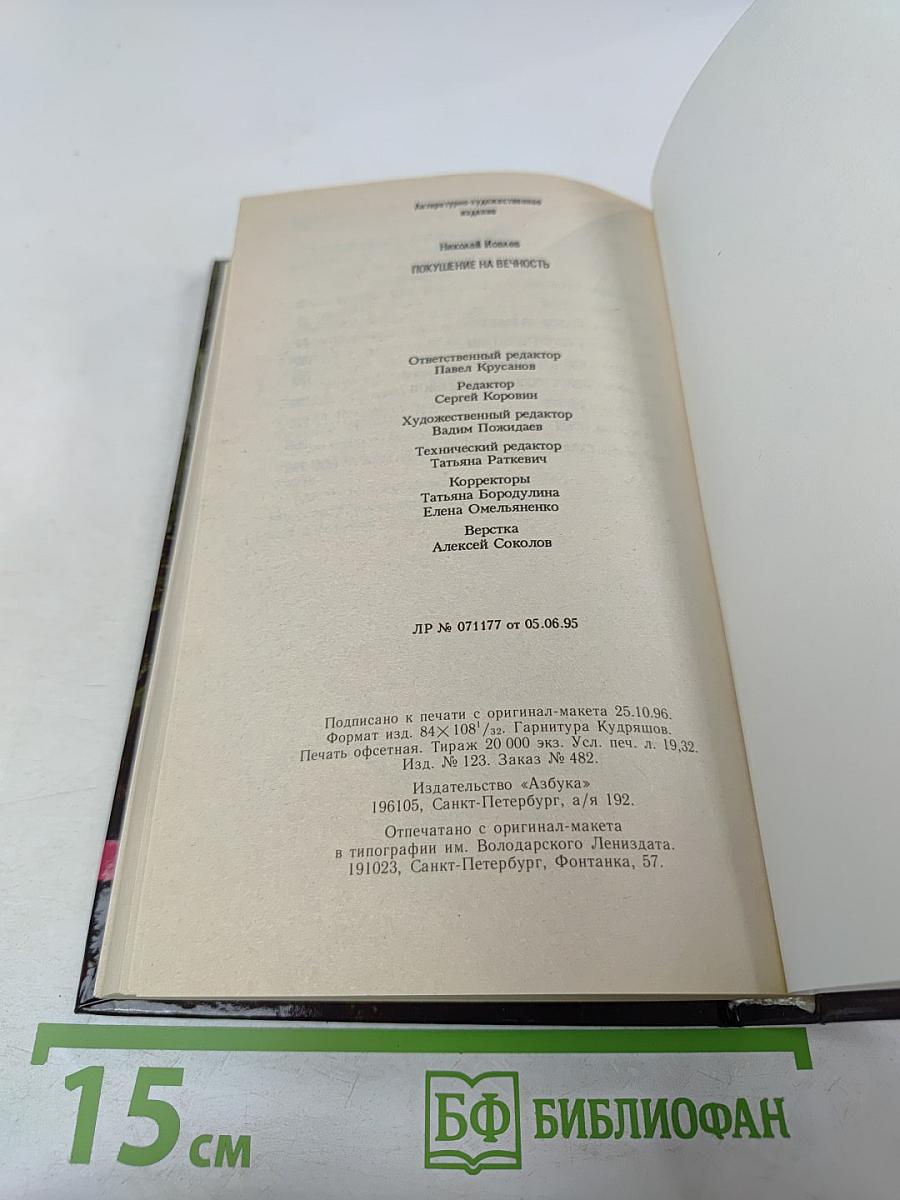 Литературно-художественное
издание
Николай Иовлев
ПОКУШЕНИЕ НА ВЕЧНОСТЬ
Ответственный редактор
Павел Крусанов
Редактор
Сергей Коровин
Художественный редактор
Вадим Пожидаев
Технический редактор
Татьяна Раткевич
Корректоры
Татьяна Бородулина
Елена Омельяненко
Верстка
Алексей Соколов
ЛР № 071177 от 05.06.95
Подписано к печати с оригинал-макета 25.10.96.
Формат изд. 84×108¹/₃₂. Гарнитура Кудряшов.
Печать офсетная. Тираж 20 000 экз. Усл. печ. л. 19,32.
Изд. № 123. Заказ № 482.
Издательство «Азбука»
196105, Санкт-Петербург, а/я 192.
Отпечатано с оригинал-макета
в типографии им. Володарского Лениздата.
191023, Санкт-Петербург, Фонтанка, 57.
15 см
БФ БИБЛИОФАН